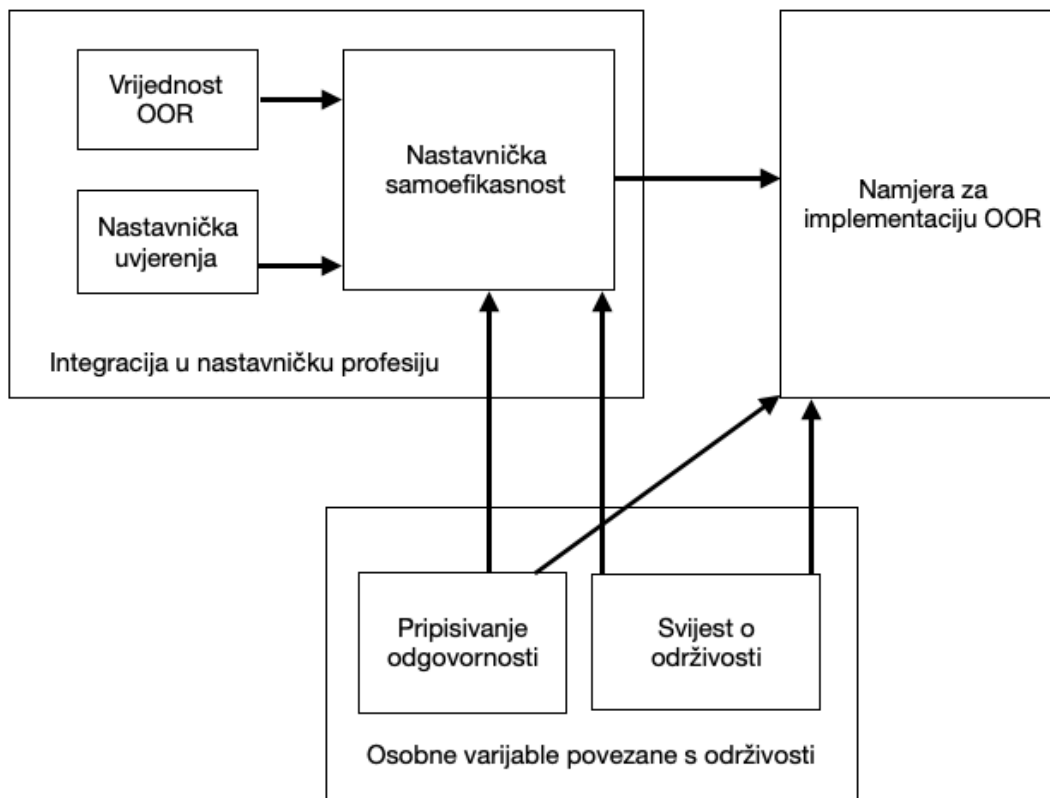 Vrijednost
OOR
Nastavnička
samoefikasnost
Namjera za
implementaciju OOR
Nastavnička
uvjerenja
Integracija u nastavničku profesiju
Pripisivanje
odgovornosti
Svijest o
održivosti
Osobne varijable povezane s održivosti